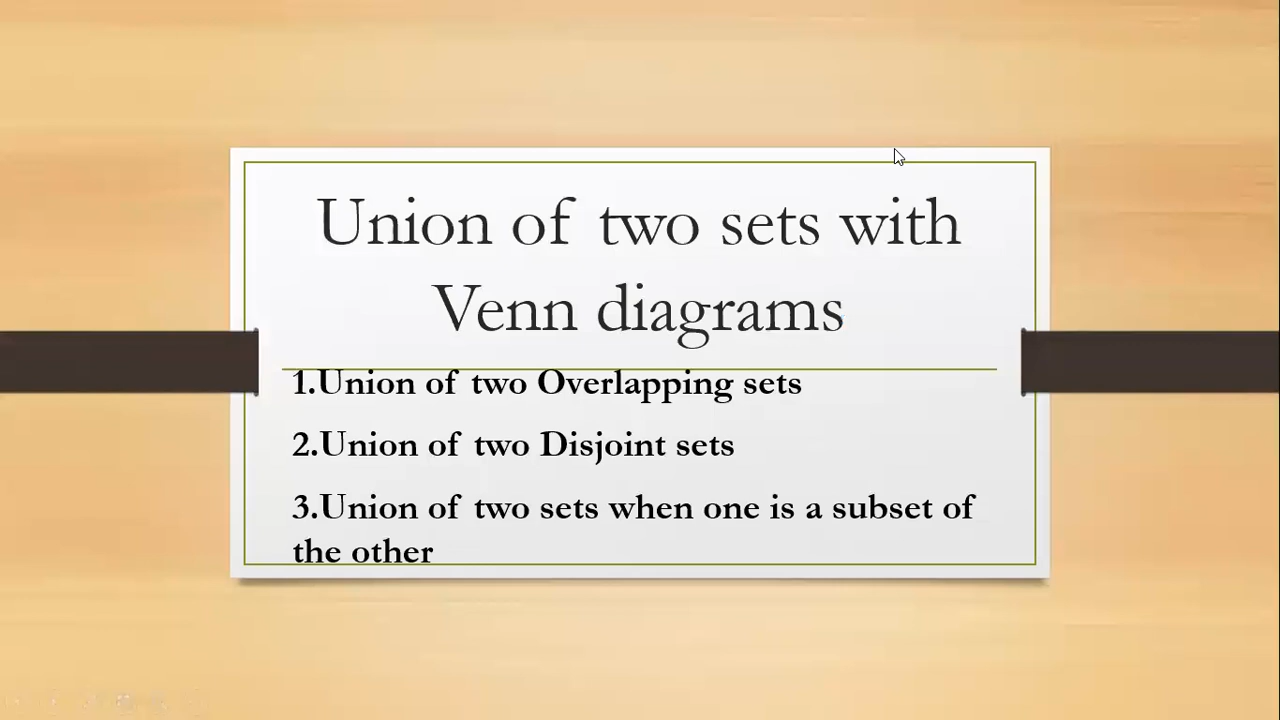 Union of two sets with
Venn diagrams
1.Union of two Overlapping sets
2.Union of two Disjoint sets
3.Union of two sets when one is a subset of
the other